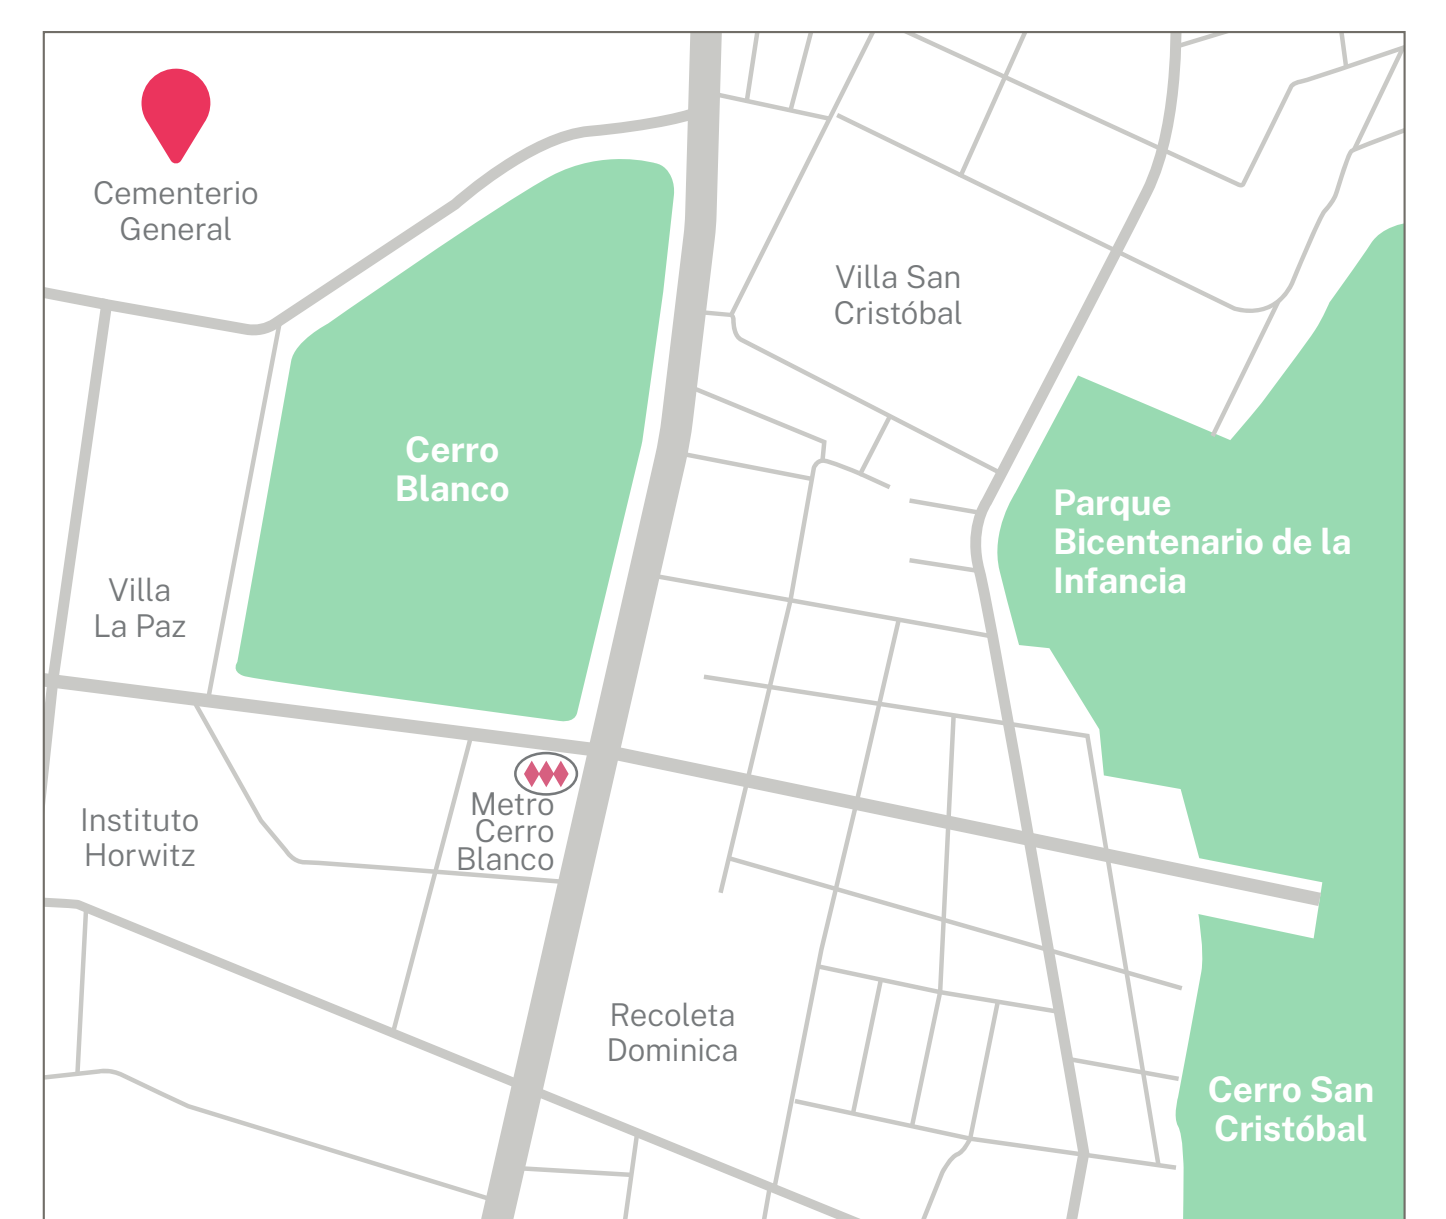 Cementerio
General
Villa San
Cristóbal
Cerro
Blanco
Parque
Bicentenario de la
Infancia
Villa
La Paz
Instituto
Horwitz
Metro
Cerro
Blanco
Recoleta
Dominica
Cerro San
Cristóbal